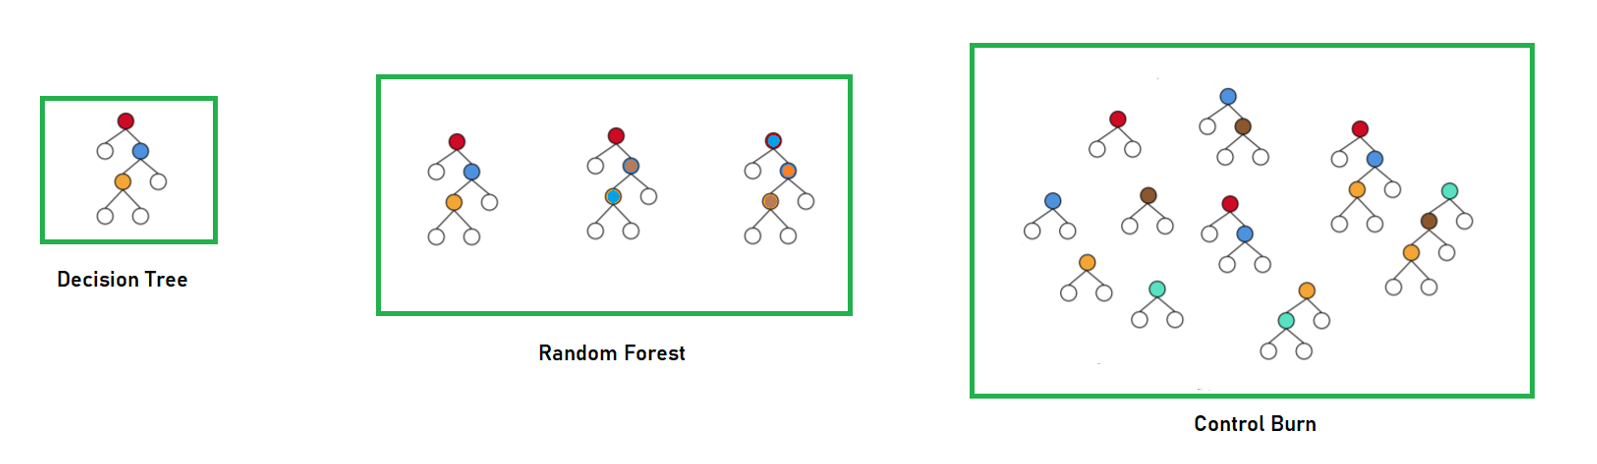 Decision Tree
Random Forest
Control Burn